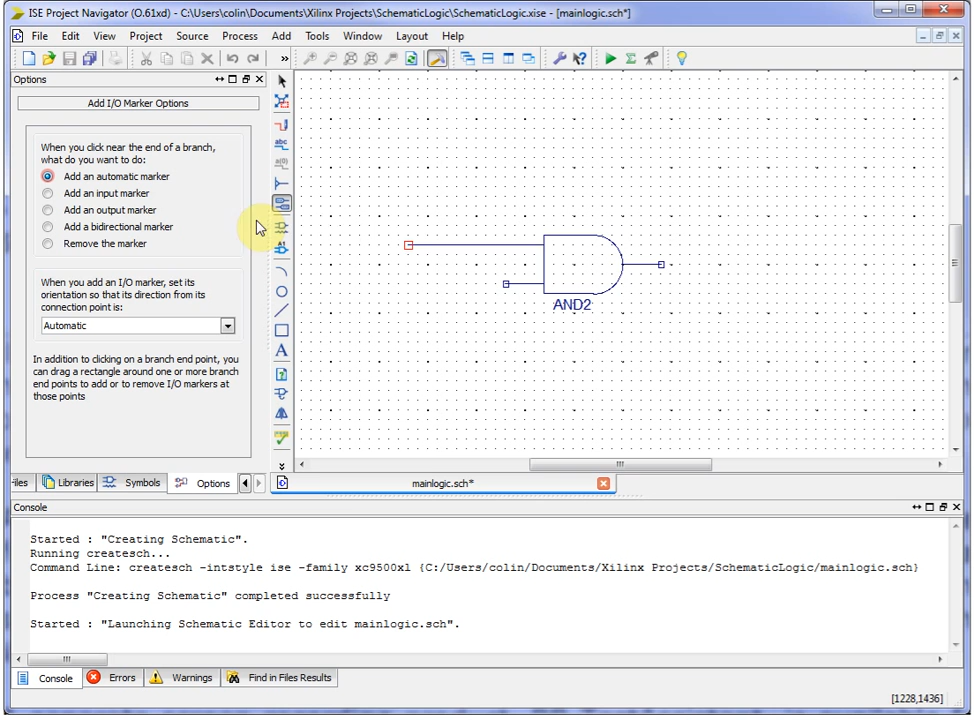 ISE Project Navigator (O.61xd) - C:\Users\colin\Documents\Xilinx Projects\SchematicLogic\SchematicLogic.xise - [mainlogic.sch*]
File Edit View Project Source Process Add Tools Window Layout Help
»
Options
Add I/O Marker Options
When you click near the end of a branch,
what do you want to do:
Add an automatic marker
Add an input marker
Add an output marker
Add a bidirectional marker
Remove the marker
When you add an I/O marker, set its
orientation so that its direction from its
connection point is:
Automatic
In addition to clicking on a branch end point, you
can drag a rectangle around one or more branch
end points to add or to remove I/O markers at
those points
abc
a(0)
A1
A
?
AND2
iles Libraries Symbols Options
mainlogic.sch*
Console
Started : "Creating Schematic".
Running createsch...
Command Line: createsch -intstyle ise -family xc9500xl {C:/Users/colin/Documents/Xilinx Projects/SchematicLogic/mainlogic.sch}
Process "Creating Schematic" completed successfully
Started : "Launching Schematic Editor to edit mainlogic.sch".
Console Errors Warnings Find in Files Results
[1228,1436]